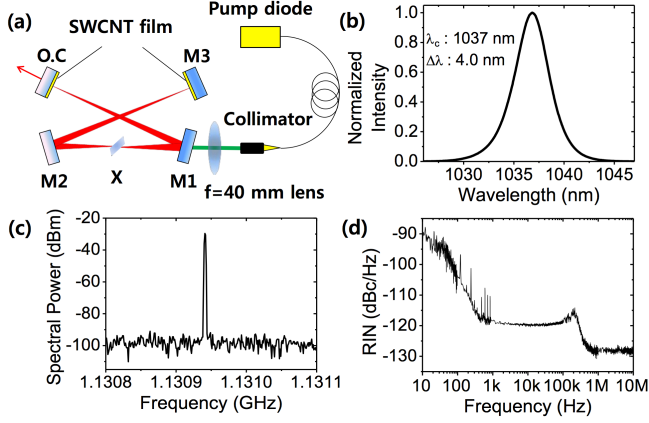 (a)
Pump diode
SWCNT film
O.C
M3
Collimator
M2
X
M1
f=40 mm lens
(b)
Normalized
Intensity
1.0
0.8
0.6
0.4
0.2
0.0
λc : 1037 nm
Δλ : 4.0 nm
1030 1035 1040 1045
Wavelength (nm)
(c)
Spectral Power (dBm)
-20
-40
-60
-80
-100
1.1308 1.1309 1.1310 1.1311
Frequency (GHz)
(d)
RIN (dBc/Hz)
-90
-100
-110
-120
-130
10 100 1k 10k 100k 1M 10M
Frequency (Hz)